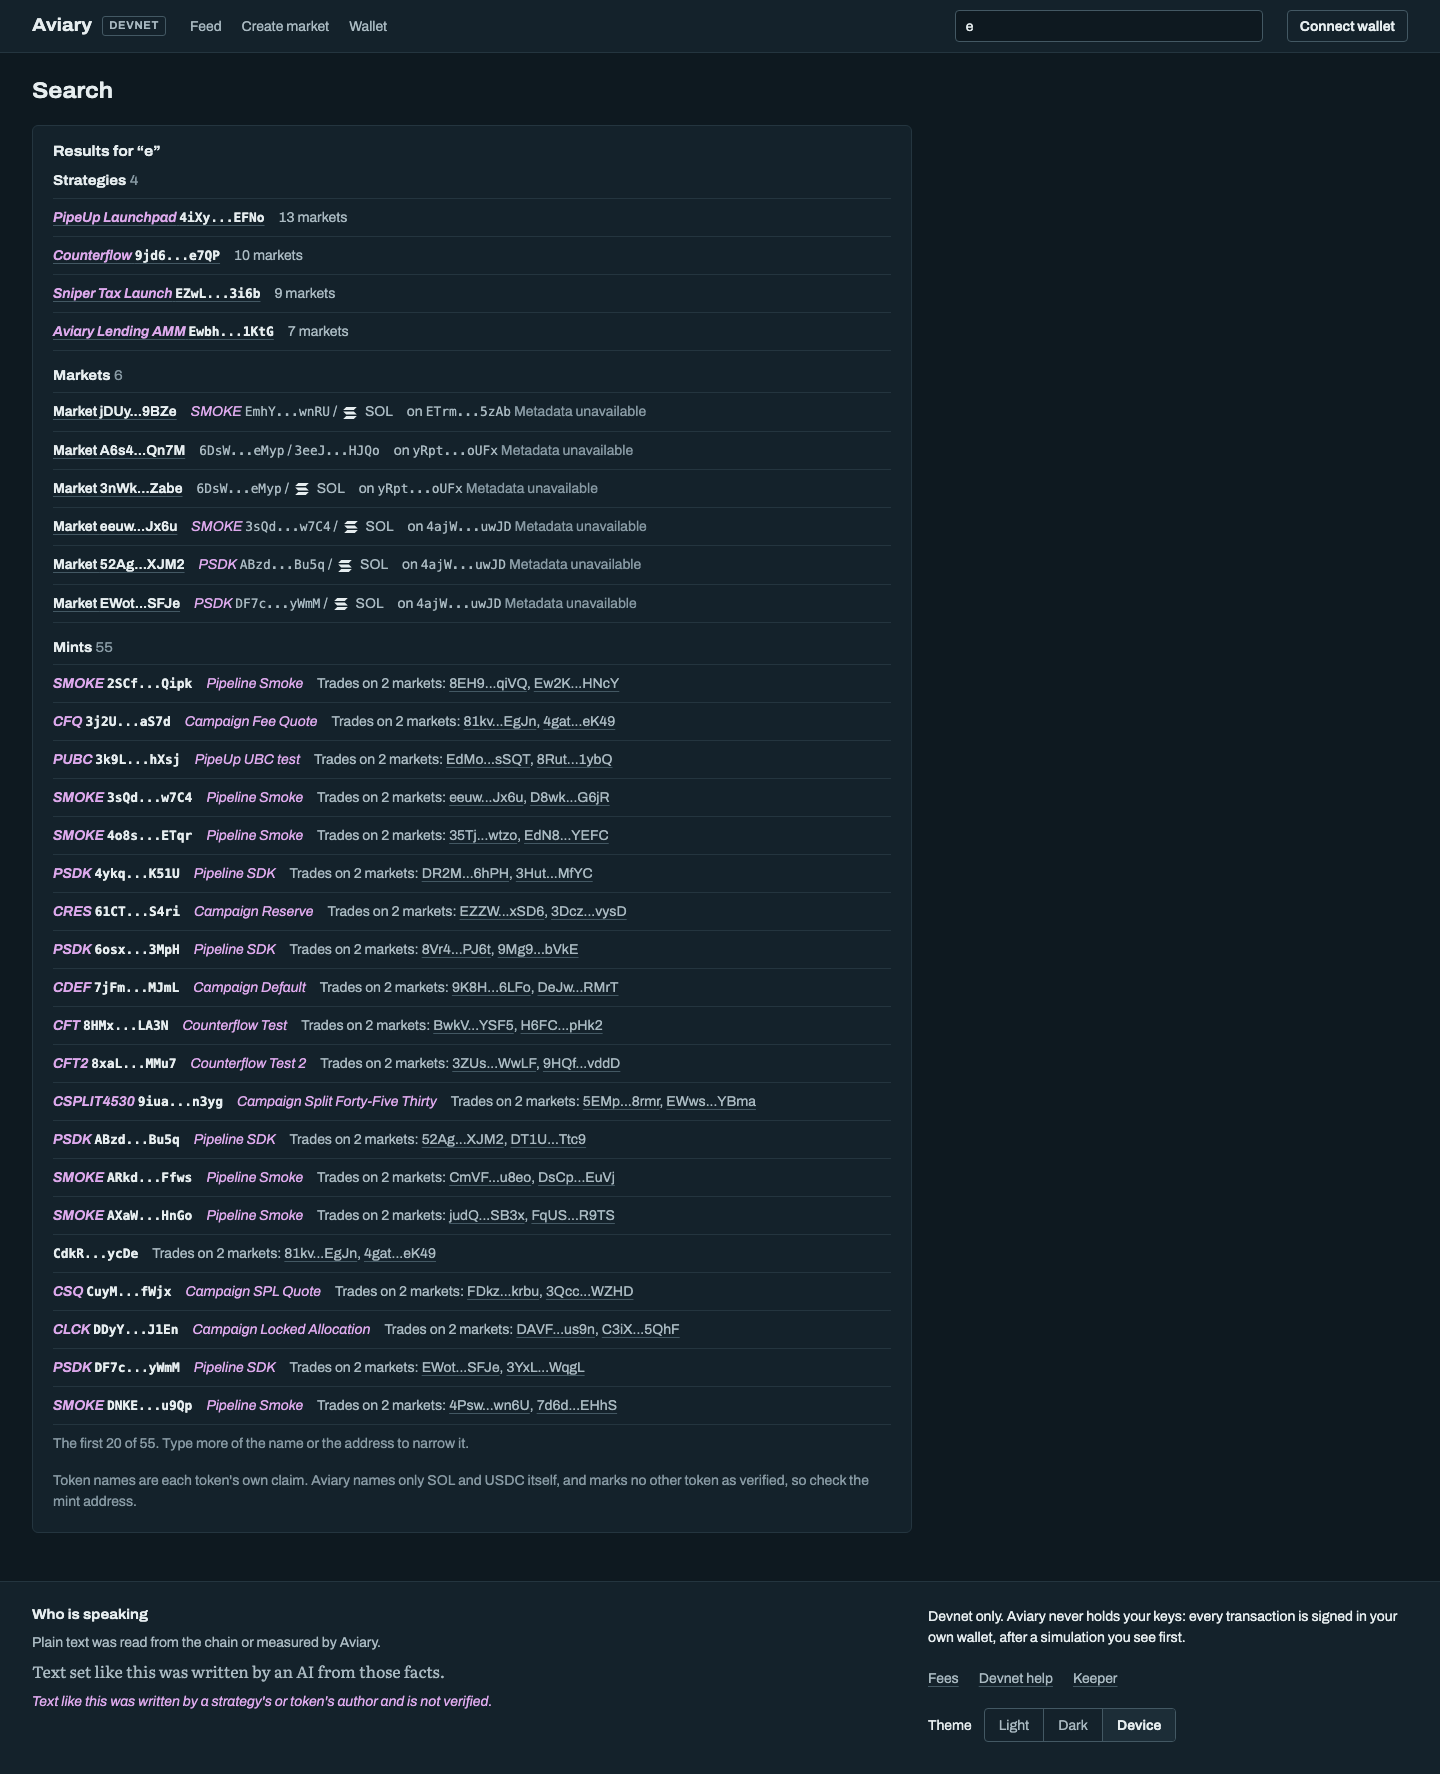 Aviary DEVNET Feed Create market Wallet e Connect wallet
Search
Results for “e”
Strategies 4
PipeUp Launchpad 4iXy...EFNo 13 markets
Counterflow 9jd6...e7QP 10 markets
Sniper Tax Launch EZwL...3i6b 9 markets
Aviary Lending AMM Ewbh...1KtG 7 markets
Markets 6
Market jDUy...9BZe SMOKE EmhY...wnRU / SOL on ETrm...5zAb Metadata unavailable
Market A6s4...Qn7M 6DsW...eMyp / 3eeJ...HJQo on yRpt...oUFx Metadata unavailable
Market 3nWk...Zabe 6DsW...eMyp / SOL on yRpt...oUFx Metadata unavailable
Market eeuw...Jx6u SMOKE 3sQd...w7C4 / SOL on 4ajW...uwJD Metadata unavailable
Market 52Ag...XJM2 PSDK ABzd...Bu5q / SOL on 4ajW...uwJD Metadata unavailable
Market EWot...SFJe PSDK DF7c...yWmM / SOL on 4ajW...uwJD Metadata unavailable
Mints 55
SMOKE 2SCf...Qipk Pipeline Smoke Trades on 2 markets: 8EH9...qiVQ, Ew2K...HNcY
CFQ 3j2U...aS7d Campaign Fee Quote Trades on 2 markets: 81kv...EgJn, 4gat...eK49
PUBC 3k9L...hXsj PipeUp UBC test Trades on 2 markets: EdMo...sSQT, 8Rut...1ybQ
SMOKE 3sQd...w7C4 Pipeline Smoke Trades on 2 markets: eeuw...Jx6u, D8wk...G6jR
SMOKE 4o8s...ETqr Pipeline Smoke Trades on 2 markets: 35Tj...wtzo, EdN8...YEFC
PSDK 4ykq...K51U Pipeline SDK Trades on 2 markets: DR2M...6hPH, 3Hut...MfYC
CRES 61CT...S4ri Campaign Reserve Trades on 2 markets: EZZW...xSD6, 3Dcz...vysD
PSDK 6osx...3MpH Pipeline SDK Trades on 2 markets: 8Vr4...PJ6t, 9Mg9...bVkE
CDEF 7jFm...MJmL Campaign Default Trades on 2 markets: 9K8H...6LFo, DeJw...RMrT
CFT 8HMx...LA3N Counterflow Test Trades on 2 markets: BwkV...YSF5, H6FC...pHk2
CFT2 8xaL...MMu7 Counterflow Test 2 Trades on 2 markets: 3ZUs...WwLF, 9HQf...vddD
CSPLIT4530 9iua...n3yg Campaign Split Forty-Five Thirty Trades on 2 markets: 5EMp...8rmr, EWws...YBma
PSDK ABzd...Bu5q Pipeline SDK Trades on 2 markets: 52Ag...XJM2, DT1U...Ttc9
SMOKE ARkd...Ffws Pipeline Smoke Trades on 2 markets: CmVF...u8eo, DsCp...EuVj
SMOKE AXaW...HnGo Pipeline Smoke Trades on 2 markets: judQ...SB3x, FqUS...R9TS
CdkR...ycDe Trades on 2 markets: 81kv...EgJn, 4gat...eK49
CSQ CuyM...fWjx Campaign SPL Quote Trades on 2 markets: FDkz...krbu, 3Qcc...WZHD
CLCK DDyY...J1En Campaign Locked Allocation Trades on 2 markets: DAVF...us9n, C3iX...5QhF
PSDK DF7c...yWmM Pipeline SDK Trades on 2 markets: EWot...SFJe, 3YxL...WqgL
SMOKE DNKE...u9Qp Pipeline Smoke Trades on 2 markets: 4Psw...wn6U, 7d6d...EHhS
The first 20 of 55. Type more of the name or the address to narrow it.
Token names are each token's own claim. Aviary names only SOL and USDC itself, and marks no other token as verified, so check the
mint address.
Who is speaking
Plain text was read from the chain or measured by Aviary.
Text set like this was written by an AI from those facts.
Text like this was written by a strategy's or token's author and is not verified.
Devnet only. Aviary never holds your keys: every transaction is signed in your
own wallet, after a simulation you see first.
Fees Devnet help Keeper
Theme Light Dark Device